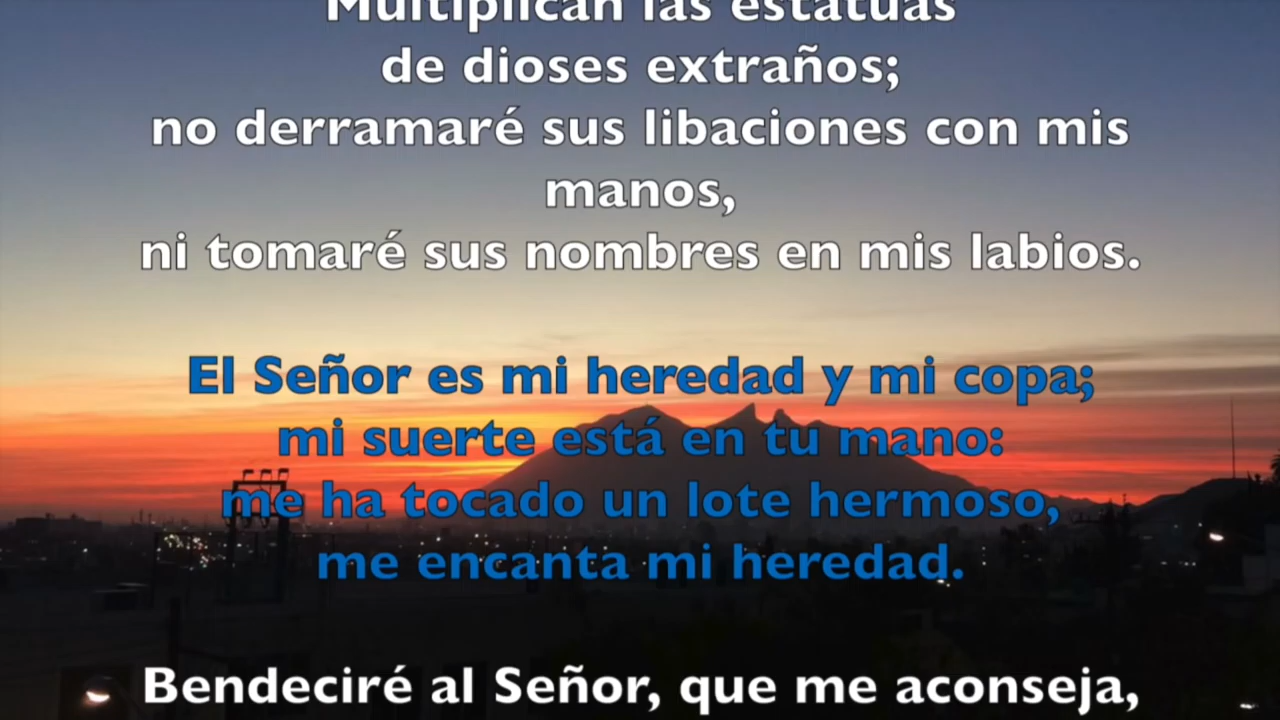 Multiplican las estatuas
de dioses extraños;
no derramaré sus libaciones con mis
manos,
ni tomaré sus nombres en mis labios.
El Señor es mi heredad y mi copa;
mi suerte está en tu mano:
me ha tocado un lote hermoso,
me encanta mi heredad.
Bendeciré al Señor, que me aconseja,